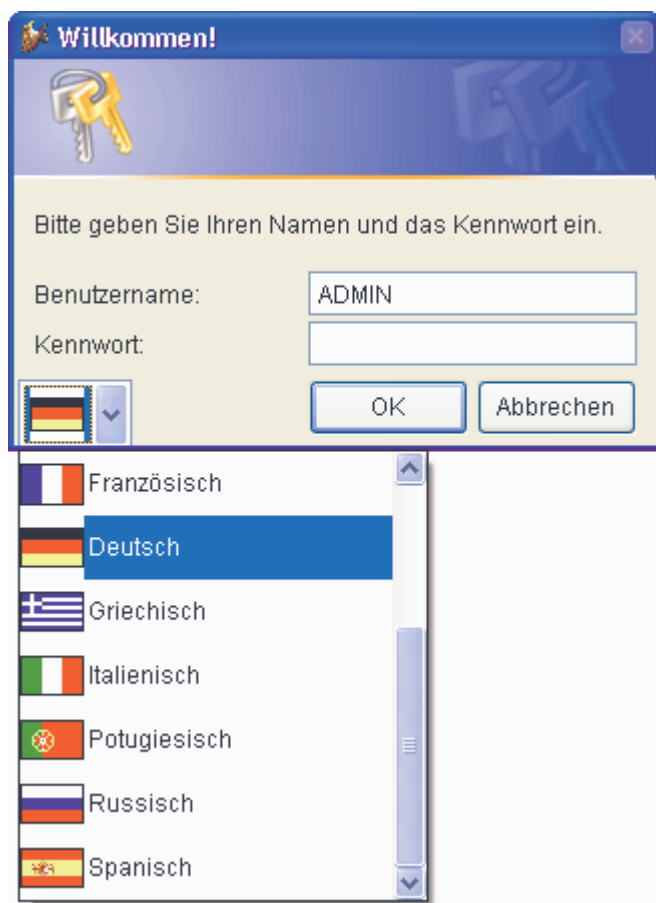 Willkommen!
Bitte geben Sie Ihren Namen und das Kennwort ein.
Benutzername:
ADMIN
Kennwort:
OK
Abbrechen
Französisch
Deutsch
Griechisch
Italienisch
Potugiesisch
Russisch
Spanisch